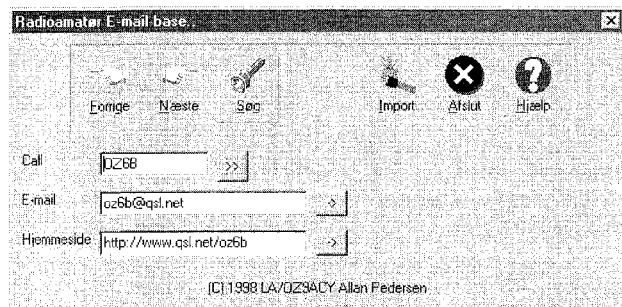 Radioamatør E-mail base..
Forrige Næste Søg Import Afslut Hjælp
Call OZ6B >>
E-mail oz6b@qsl.net ->
Hjemmeside http://www.qsl.net/oz6b ->
(C) 1998 LA/OZ9ACY Allan Pedersen